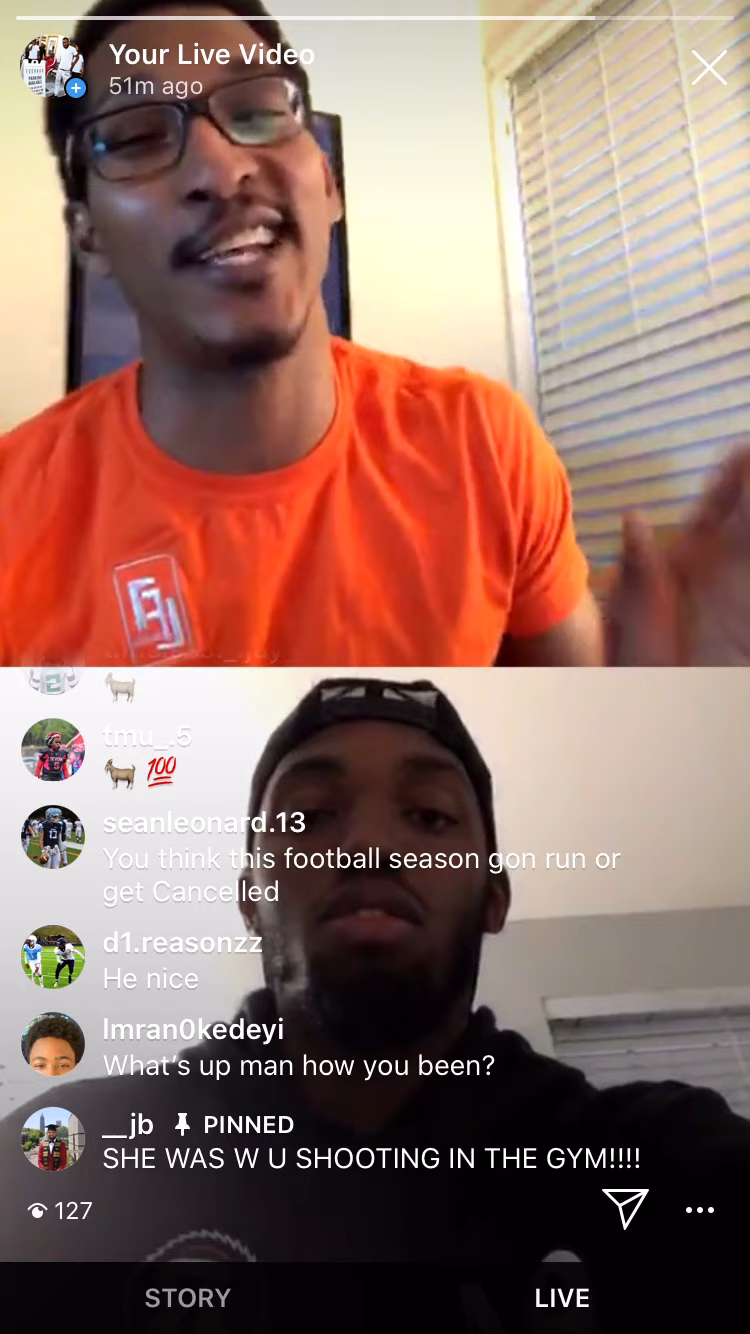 Your Live Video
51m ago
tmu_.5
💯
seanleonard.13
You think this football season gon run or
get Cancelled
d1.reasonzz
He nice
Imran0kedeyi
What's up man how you been?
__jb PINNED
SHE WAS W U SHOOTING IN THE GYM!!!!
127
STORY LIVE